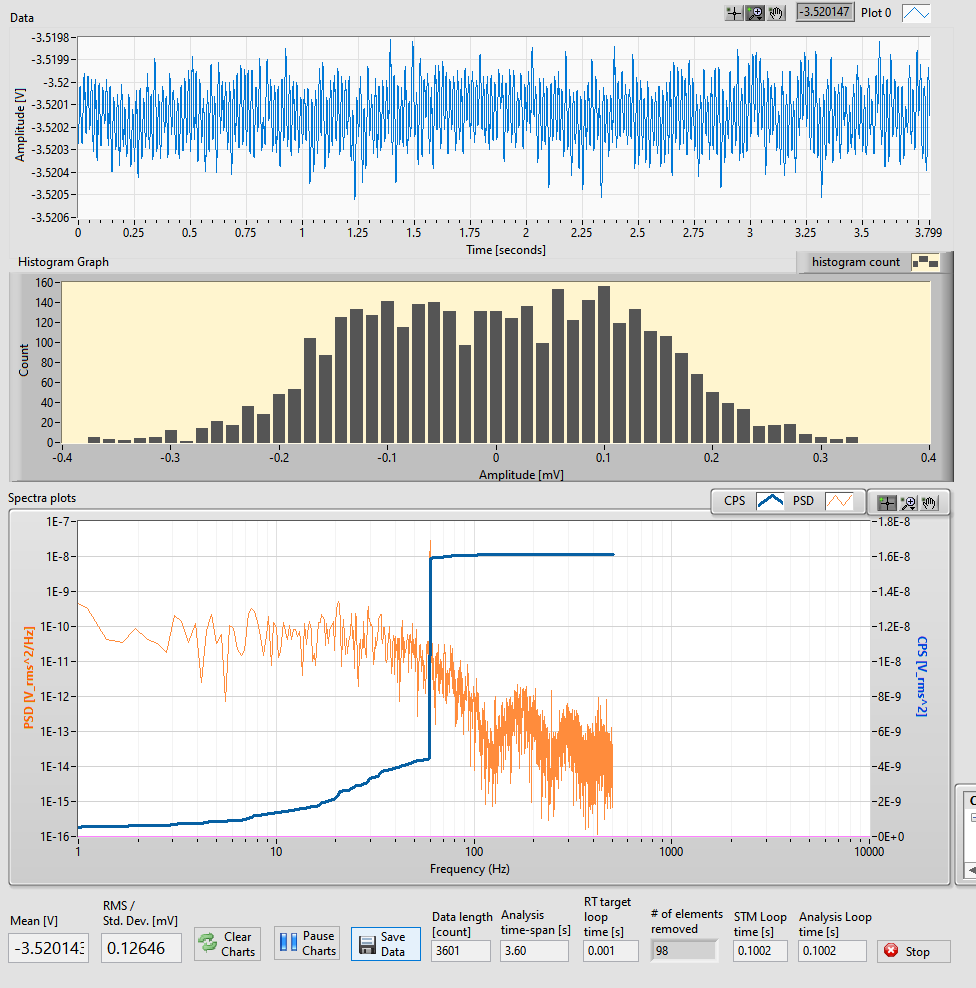 Data
-3.520147 Plot 0
Amplitude [V]
-3.5198
-3.5199
-3.52
-3.5201
-3.5202
-3.5203
-3.5204
-3.5205
-3.5206
0 0.25 0.5 0.75 1 1.25 1.5 1.75 2 2.25 2.5 2.75 3 3.25 3.5 3.799
Time [seconds]
Histogram Graph
histogram count
Count
160
140
120
100
80
60
40
20
0
-0.4 -0.3 -0.2 -0.1 0 0.1 0.2 0.3 0.4
Amplitude [mV]
Spectra plots
CPS PSD
PSD [V_rms^2/Hz]
1E-7
1E-8
1E-9
1E-10
1E-11
1E-12
1E-13
1E-14
1E-15
1E-16
1.8E-8
1.6E-8
1.4E-8
1.2E-8
1E-8
8E-9
6E-9
4E-9
2E-9
0E+0
CPS [V_rms^2]
1 10 100 1000 10000
Frequency (Hz)
Mean [V]
-3.520143
RMS /
Std. Dev. [mV]
0.12646
Clear
Charts
Pause
Charts
Save
Data
Data length
[count]
3601
Analysis
time-span [s]
3.60
RT target
loop
time [s]
0.001
# of elements
removed
98
STM Loop
time [s]
0.1002
Analysis Loop
time [s]
0.1002
Stop